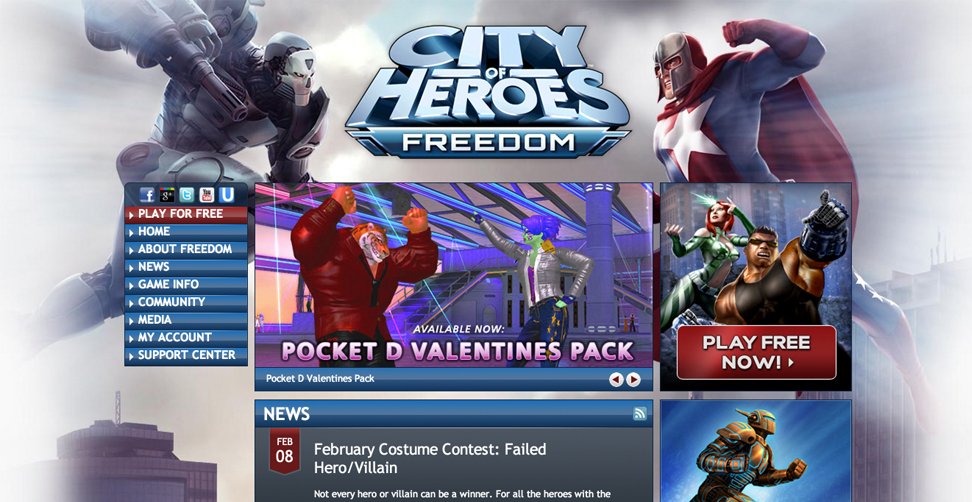 CITY
OF
HEROES
FREEDOM
f g+ t You Tube U
PLAY FOR FREE
HOME
ABOUT FREEDOM
NEWS
GAME INFO
COMMUNITY
MEDIA
MY ACCOUNT
SUPPORT CENTER
AVAILABLE NOW:
POCKET D VALENTINES PACK
Pocket D Valentines Pack
PLAY FREE
NOW!
NEWS
FEB
08
February Costume Contest: Failed
Hero/Villain
Not every hero or villain can be a winner. For all the heroes with the